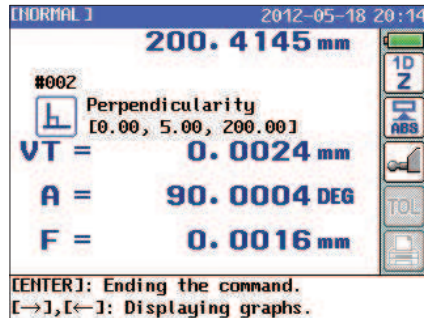 [NORMAL] 2012-05-18 20:14
200.4145 mm
1D
Z
#002
Perpendicularity
[0.00, 5.00, 200.00]
ABS
VT = 0.0024 mm
A = 90.0004 DEG
TOL
F = 0.0016 mm
[ENTER]: Ending the command.
[→],[←]: Displaying graphs.